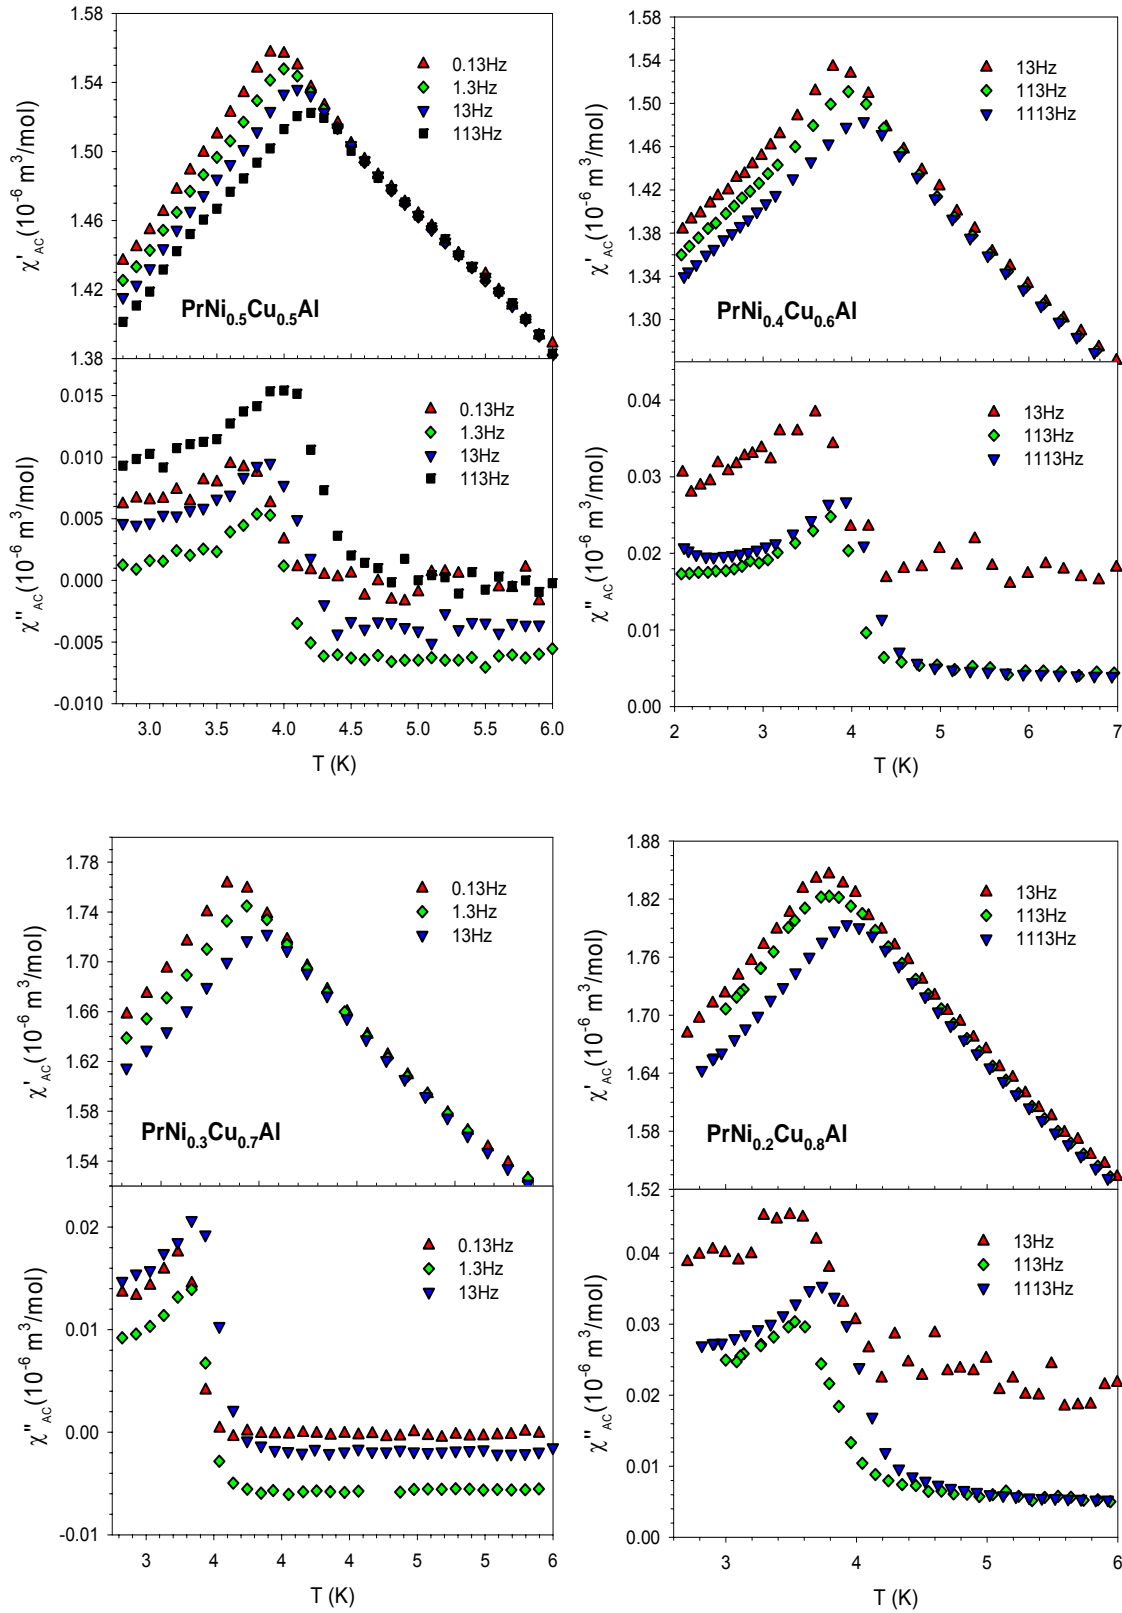 1.58
1.54
1.50
1.46
1.42
1.38
χ'AC(10-6 m3/mol)
0.13Hz
1.3Hz
13Hz
113Hz
PrNi0.5Cu0.5Al
0.015
0.010
0.005
0.000
-0.005
-0.010
χ''AC(10-6 m3/mol)
0.13Hz
1.3Hz
13Hz
113Hz
3.0 3.5 4.0 4.5 5.0 5.5 6.0
T (K)
1.58
1.54
1.50
1.46
1.42
1.38
1.34
1.30
χ'AC(10-6 m3/mol)
13Hz
113Hz
1113Hz
PrNi0.4Cu0.6Al
0.04
0.03
0.02
0.01
0.00
χ''AC(10-6 m3/mol)
13Hz
113Hz
1113Hz
2 3 4 5 6 7
T (K)
1.78
1.74
1.70
1.66
1.62
1.58
1.54
χ'AC(10-6 m3/mol)
0.13Hz
1.3Hz
13Hz
PrNi0.3Cu0.7Al
0.02
0.01
0.00
-0.01
χ''AC(10-6 m3/mol)
0.13Hz
1.3Hz
13Hz
3 4 4 4 5 5 6
T (K)
1.88
1.82
1.76
1.70
1.64
1.58
1.52
χ'AC(10-6 m3/mol)
13Hz
113Hz
1113Hz
PrNi0.2Cu0.8Al
0.04
0.03
0.02
0.01
0.00
χ''AC(10-6 m3/mol)
13Hz
113Hz
1113Hz
3 4 5 6
T (K)